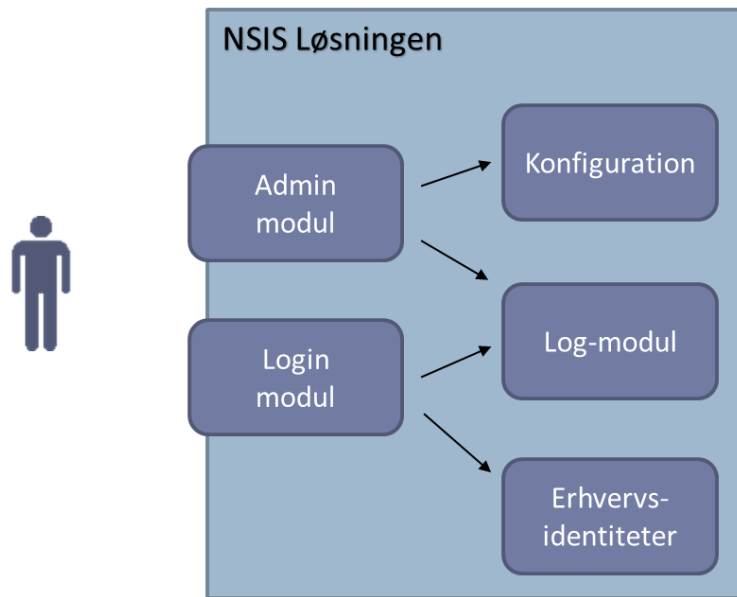 NSIS Løsningen
Admin
modul
Konfiguration
Login
modul
Log-modul
Erhvervs-
identiteter